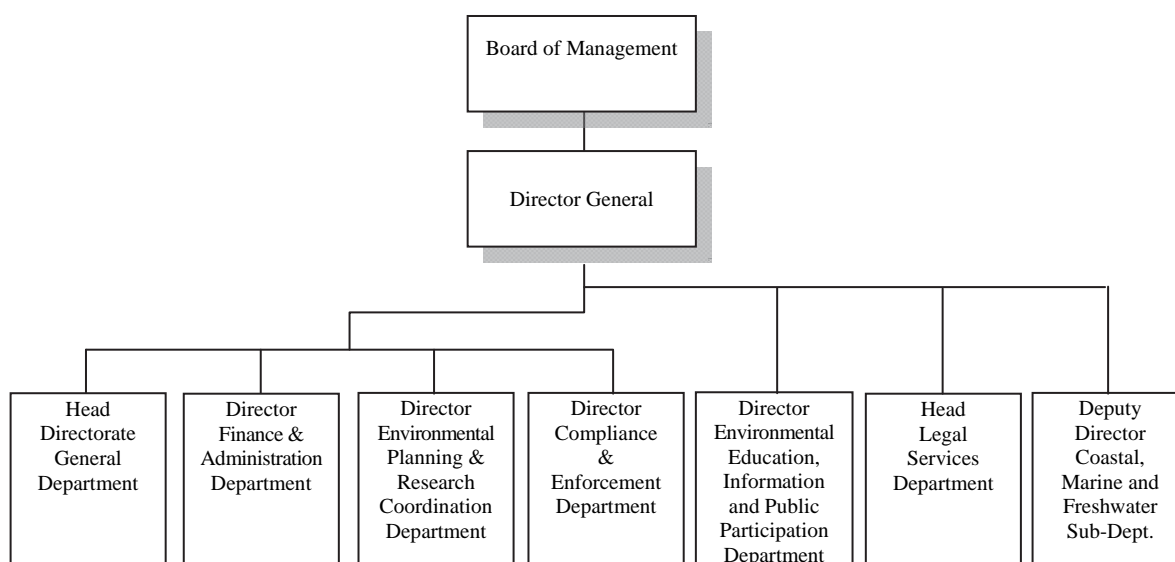 Board of Management
Director General
Head
Directorate
General
Department
Director
Finance &
Administration
Department
Director
Environmental
Planning &
Research
Coordination
Department
Director
Compliance
&
Enforcement
Department
Director
Environmental
Education,
Information
and Public
Participation
Department
Head
Legal
Services
Department
Deputy
Director
Coastal,
Marine and
Freshwater
Sub-Dept.